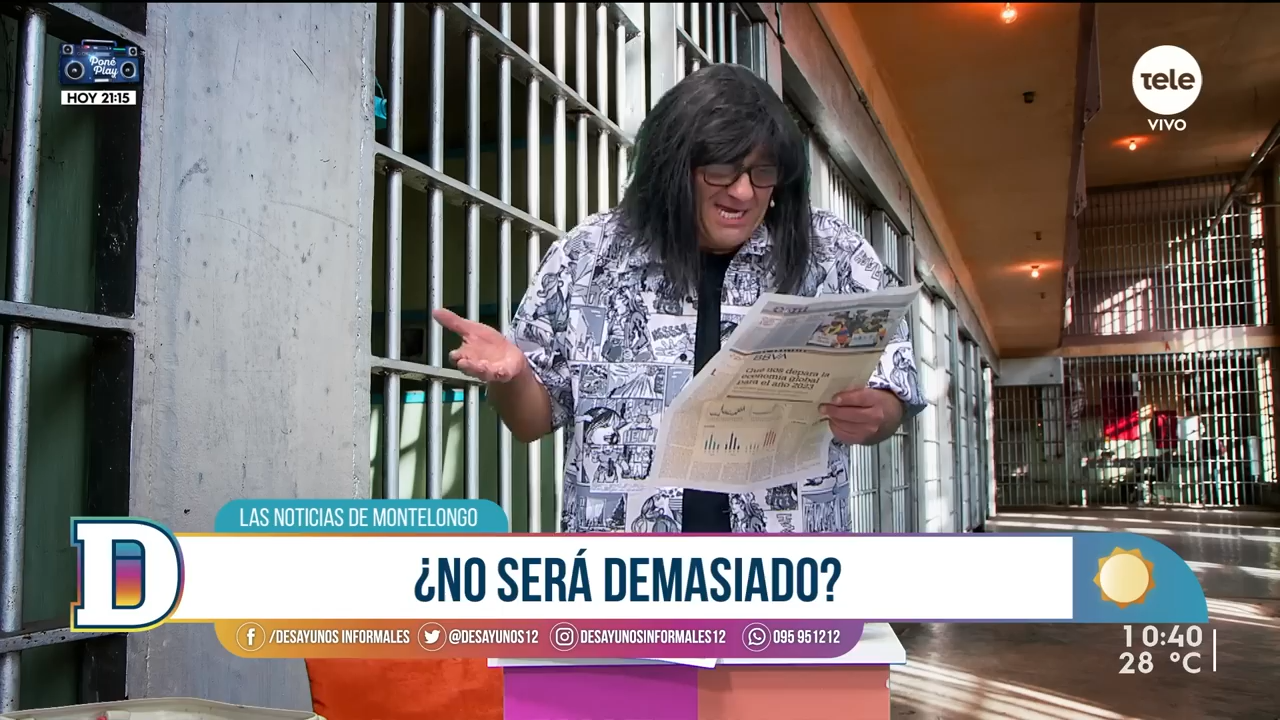 Poné
Play
HOY 21:15
tele
VIVO
BBVA
Qué nos depara la
economía global
para el año 2023
HELP!
LAS NOTICIAS DE MONTELONGO
D
¿NO SERÁ DEMASIADO?
/DESAYUNOS INFORMALES @DESAYUNOS12 DESAYUNOSINFORMALES12 095 951212
10:40
28 °C